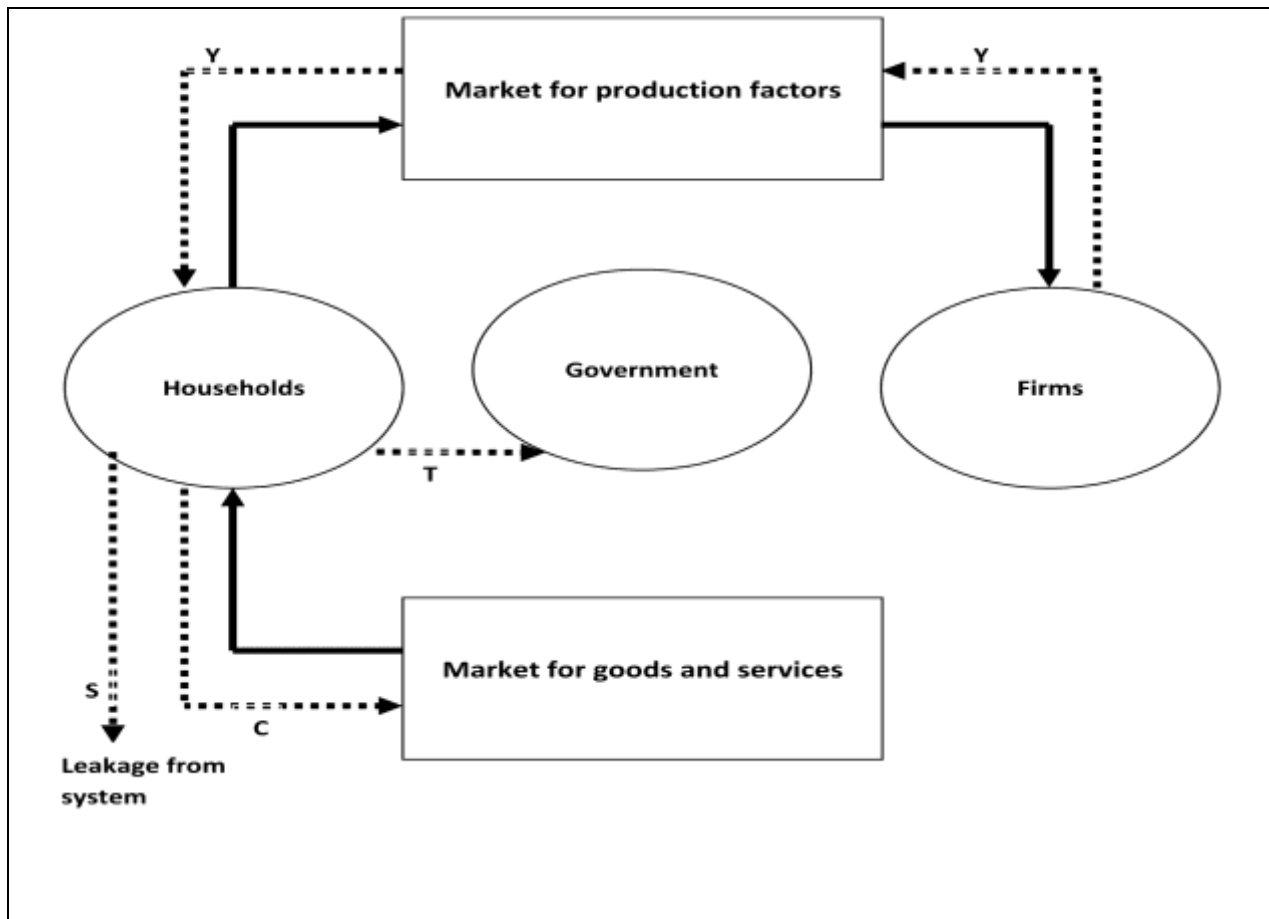 Y
Y
Market for production factors
Government
Households
Firms
T
Market for goods and services
S
C
Leakage from
system